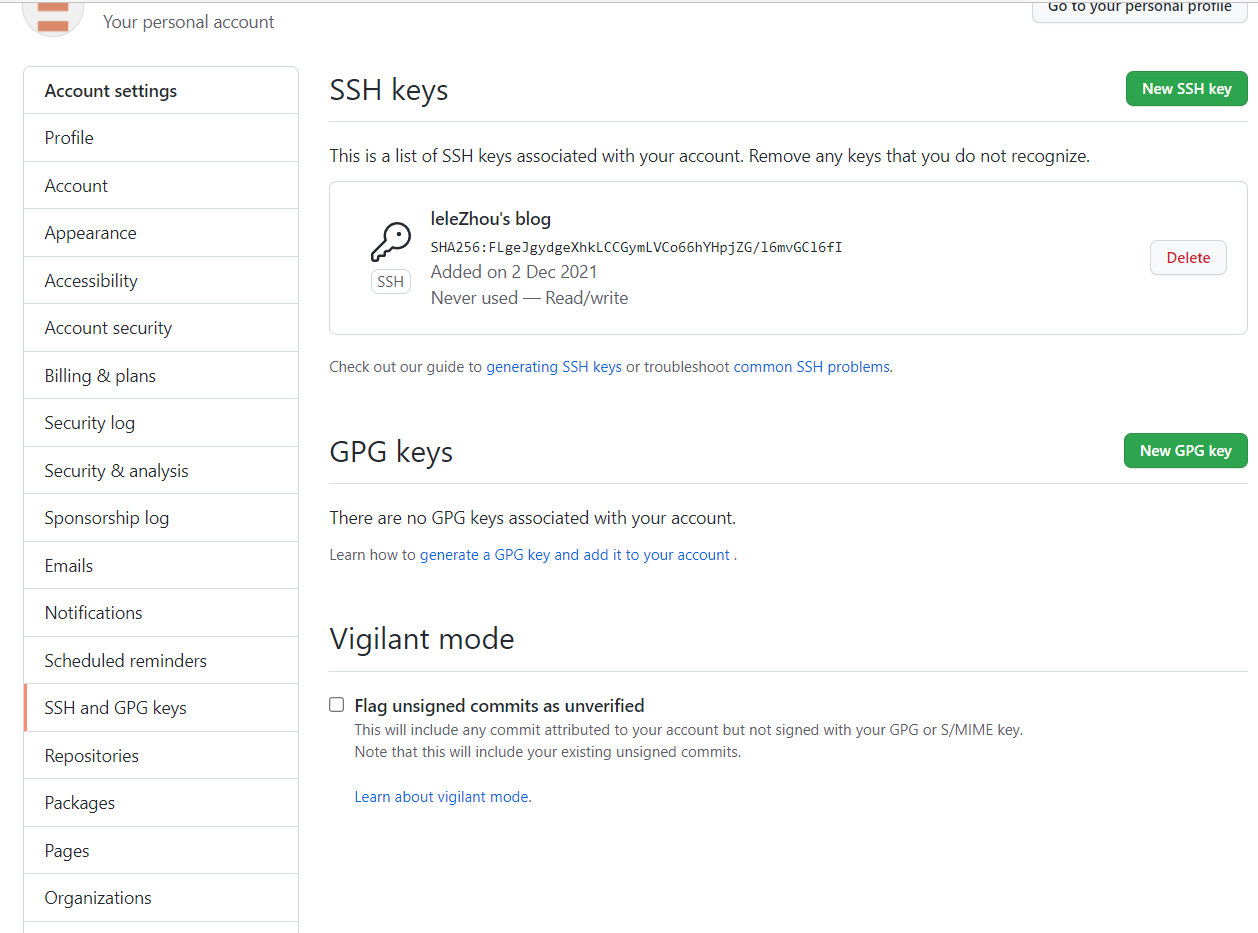 Your personal account
Go to your personal profile
Account settings
Profile
Account
Appearance
Accessibility
Account security
Billing & plans
Security log
Security & analysis
Sponsorship log
Emails
Notifications
Scheduled reminders
SSH and GPG keys
Repositories
Packages
Pages
Organizations
SSH keys
New SSH key
This is a list of SSH keys associated with your account. Remove any keys that you do not recognize.
SSH
leleZhou's blog
SHA256:FLgeJgydgeXhkLCCGymLVCo66hYHpjZG/l6mvGCl6fI
Added on 2 Dec 2021
Never used — Read/write
Delete
Check out our guide to generating SSH keys or troubleshoot common SSH problems.
GPG keys
New GPG key
There are no GPG keys associated with your account.
Learn how to generate a GPG key and add it to your account .
Vigilant mode
Flag unsigned commits as unverified
This will include any commit attributed to your account but not signed with your GPG or S/MIME key.
Note that this will include your existing unsigned commits.
Learn about vigilant mode.